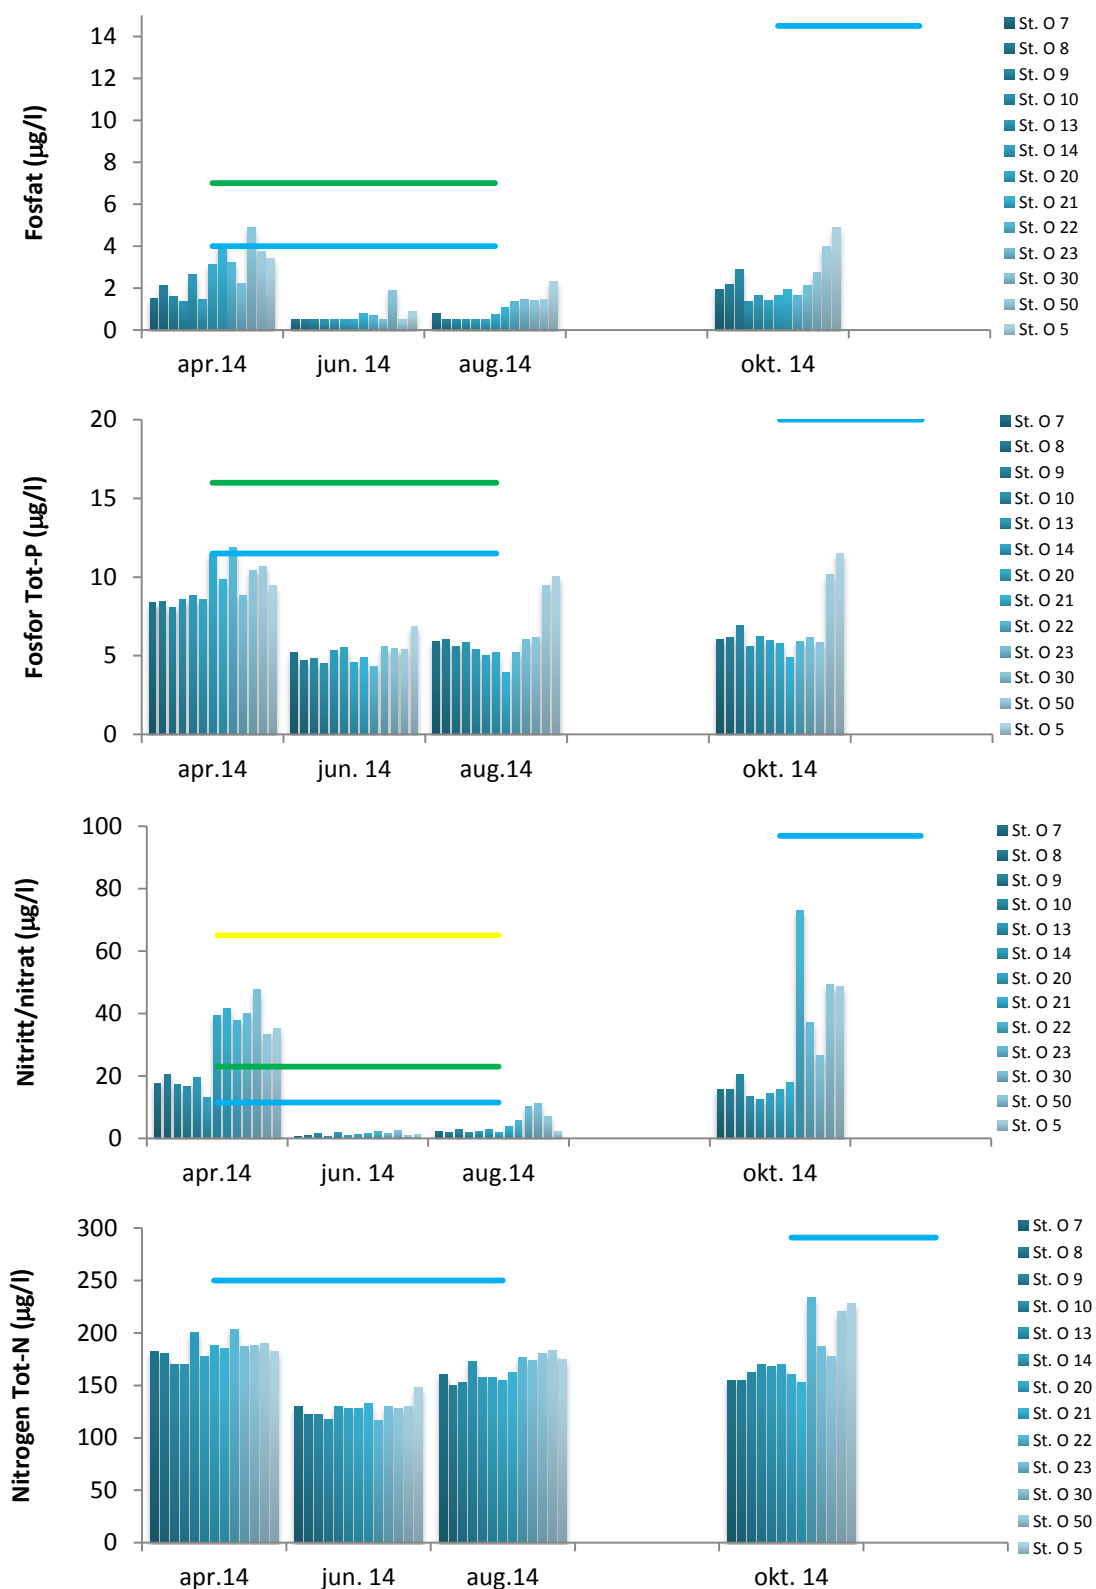 Fosfat (µg/l)
14
12
10
8
6
4
2
0
apr.14 jun. 14 aug.14 okt. 14
St. O 7
St. O 8
St. O 9
St. O 10
St. O 13
St. O 14
St. O 20
St. O 21
St. O 22
St. O 23
St. O 30
St. O 50
St. O 5
Fosfor Tot-P (µg/l)
20
15
10
5
0
apr.14 jun. 14 aug.14 okt. 14
St. O 7
St. O 8
St. O 9
St. O 10
St. O 13
St. O 14
St. O 20
St. O 21
St. O 22
St. O 23
St. O 30
St. O 50
St. O 5
Nitritt/nitrat (µg/l)
100
80
60
40
20
0
apr.14 jun. 14 aug.14 okt. 14
St. O 7
St. O 8
St. O 9
St. O 10
St. O 13
St. O 14
St. O 20
St. O 21
St. O 22
St. O 23
St. O 30
St. O 50
St. O 5
Nitrogen Tot-N (µg/l)
300
250
200
150
100
50
0
apr.14 jun. 14 aug.14 okt. 14
St. O 7
St. O 8
St. O 9
St. O 10
St. O 13
St. O 14
St. O 20
St. O 21
St. O 22
St. O 23
St. O 30
St. O 50
St. O 5